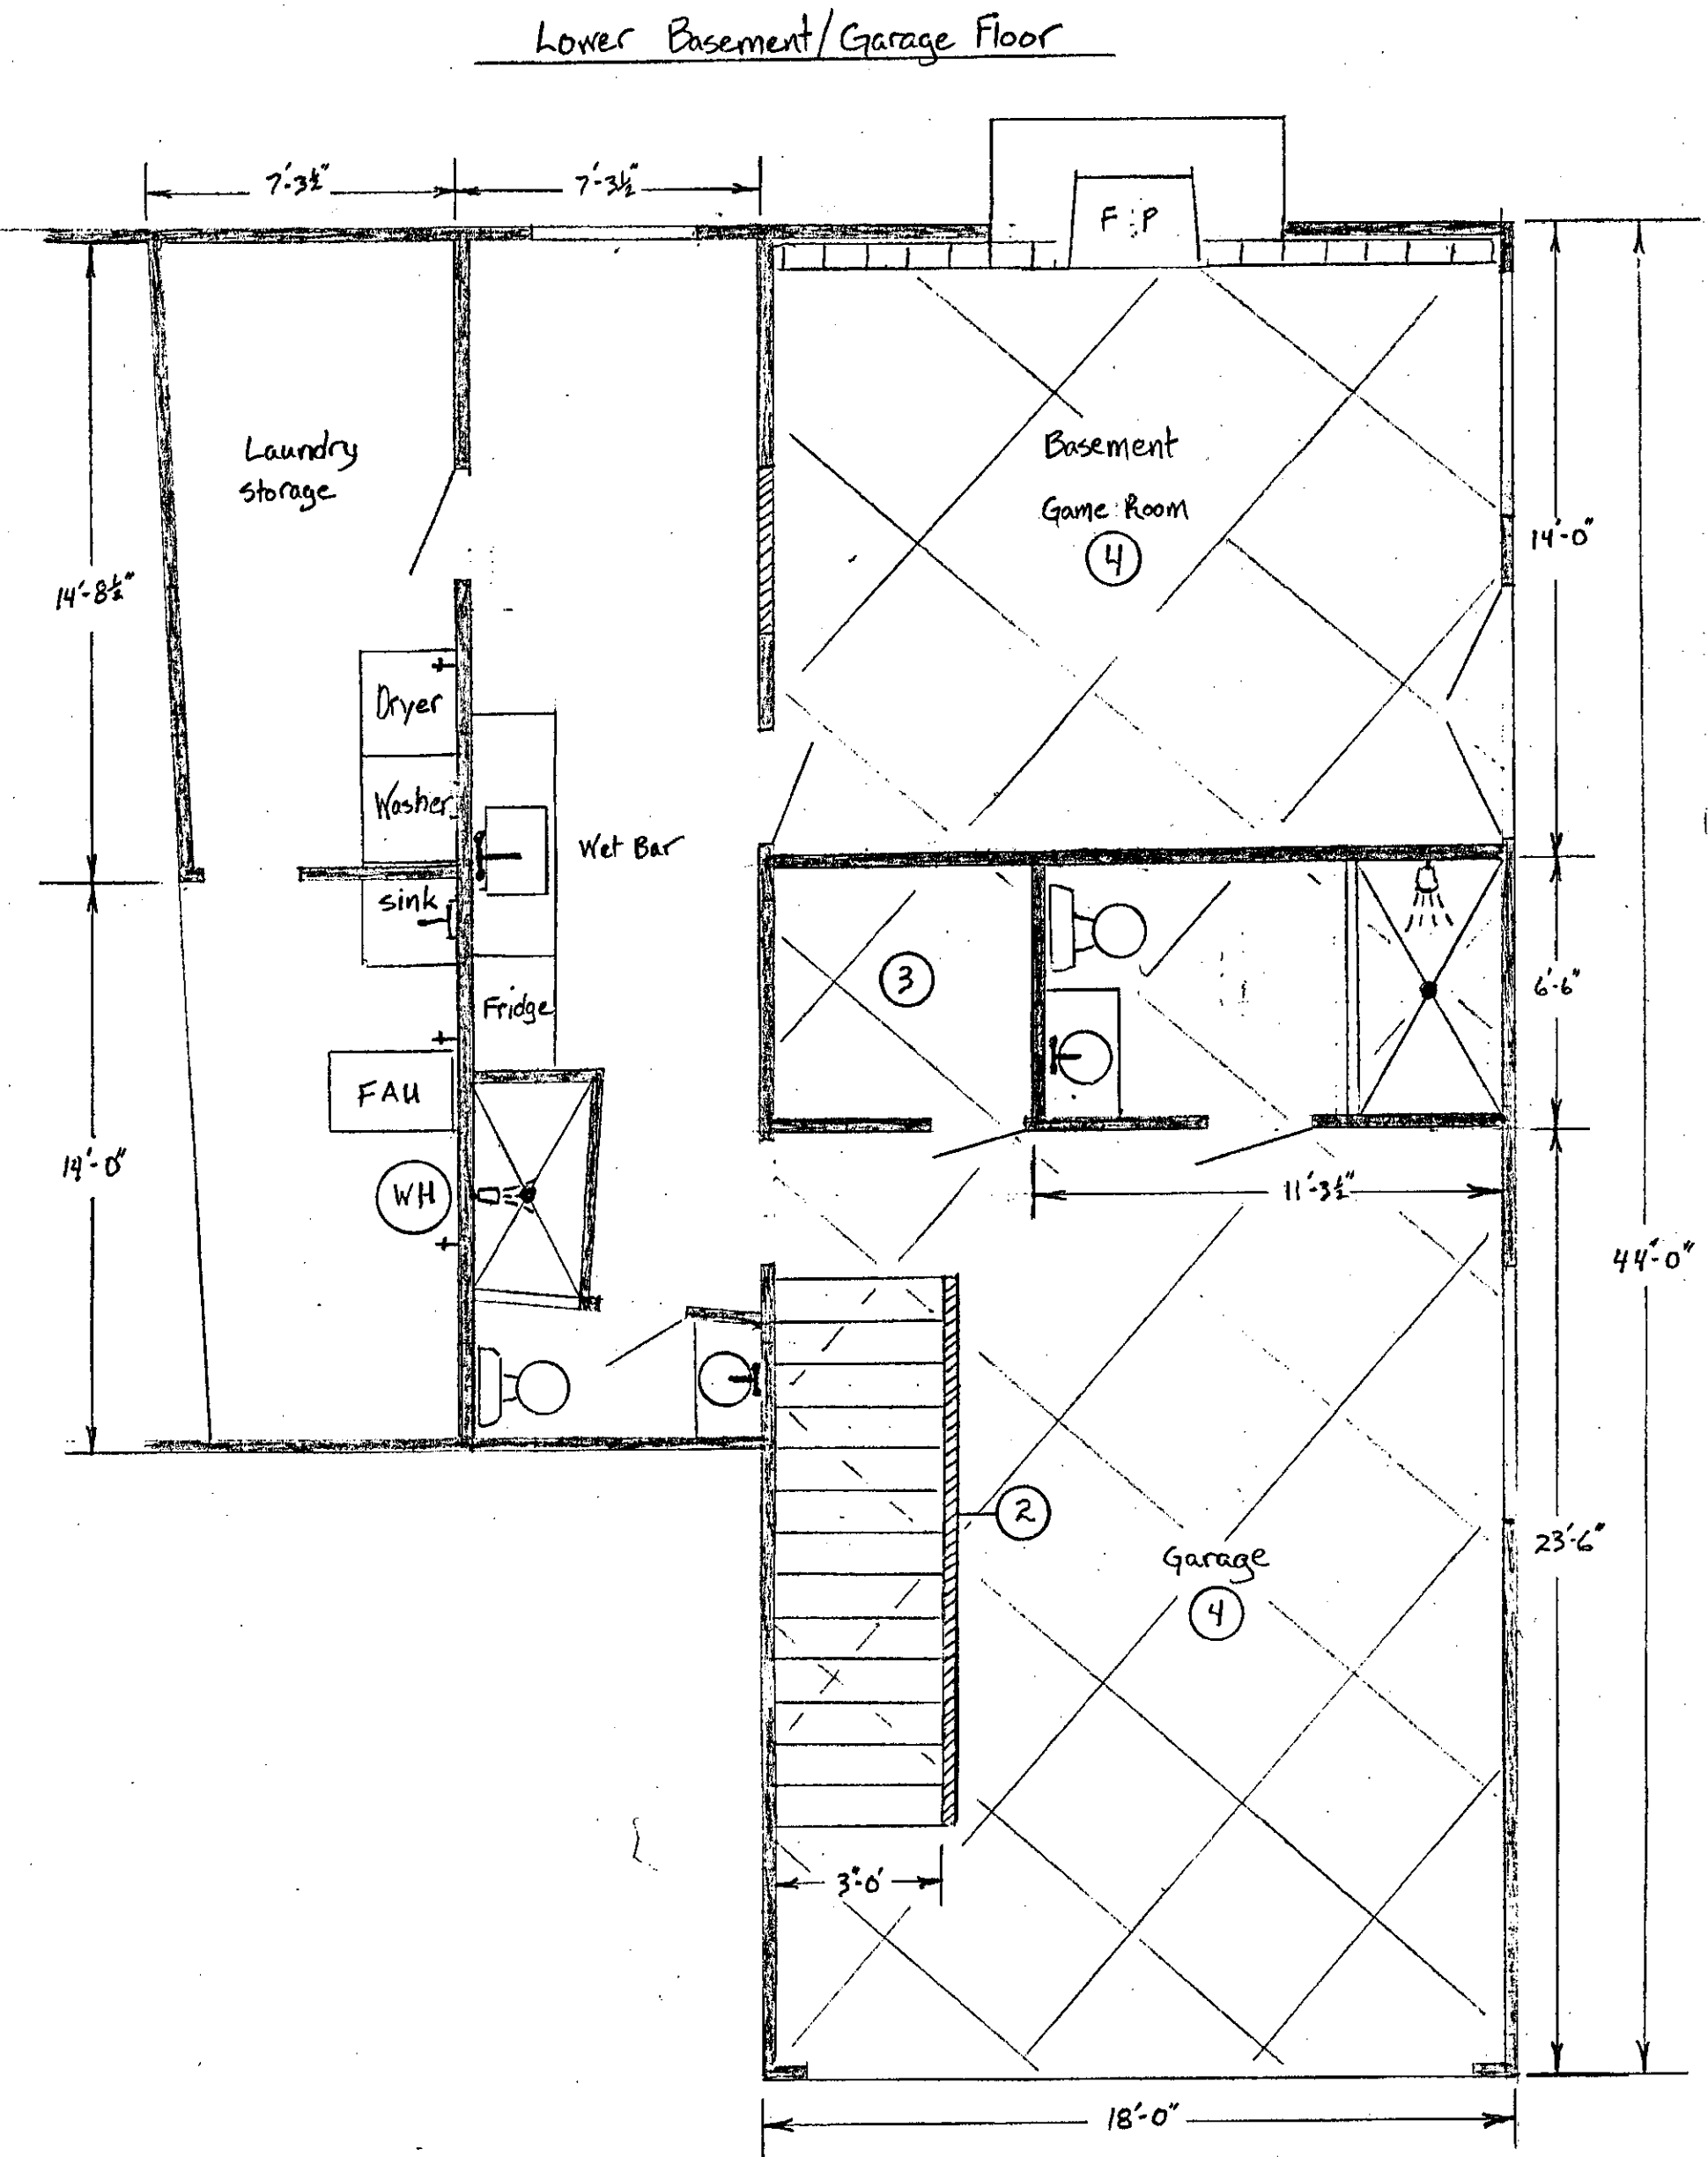 Lower Basement/Garage Floor
7'-3½"
7'-3½"
F P
Laundry
storage
Basement
Game Room
4
14'-0"
14'-8½"
Dryer
Washer
Wet Bar
sink
3
6'-6"
Fridge
FAU
14'-0"
WH
11'-3½"
44'-0"
2
Garage
4
23'-6"
3"-0'
18'-0"